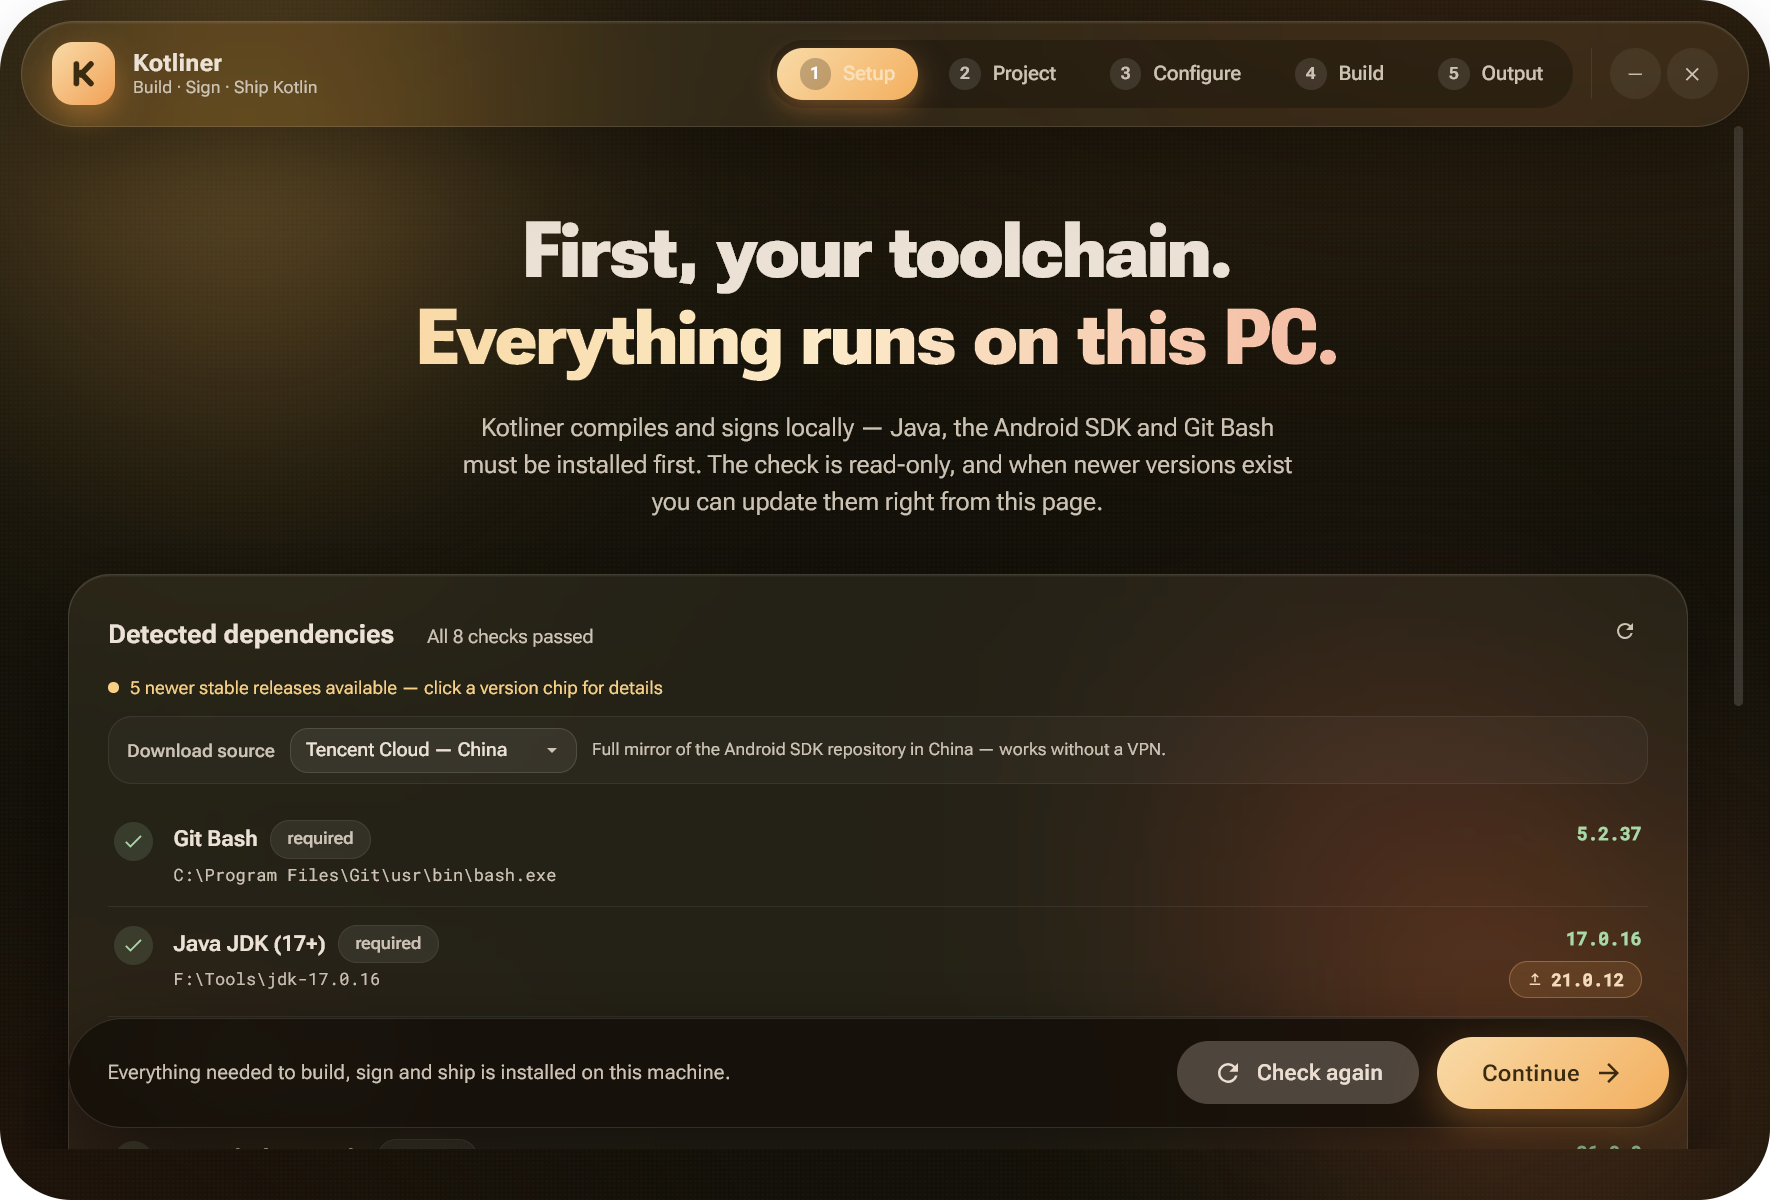 Kotliner
Build · Sign · Ship Kotlin
1 Setup
2 Project
3 Configure
4 Build
5 Output
First, your toolchain.
Everything runs on this PC.
Kotliner compiles and signs locally — Java, the Android SDK and Git Bash
must be installed first. The check is read-only, and when newer versions exist
you can update them right from this page.
Detected dependencies All 8 checks passed
5 newer stable releases available — click a version chip for details
Download source Tencent Cloud — China Full mirror of the Android SDK repository in China — works without a VPN.
Git Bash required 5.2.37
C:\Program Files\Git\usr\bin\bash.exe
Java JDK (17+) required 17.0.16
F:\Tools\jdk-17.0.16 21.0.12
Everything needed to build, sign and ship is installed on this machine. Check again Continue